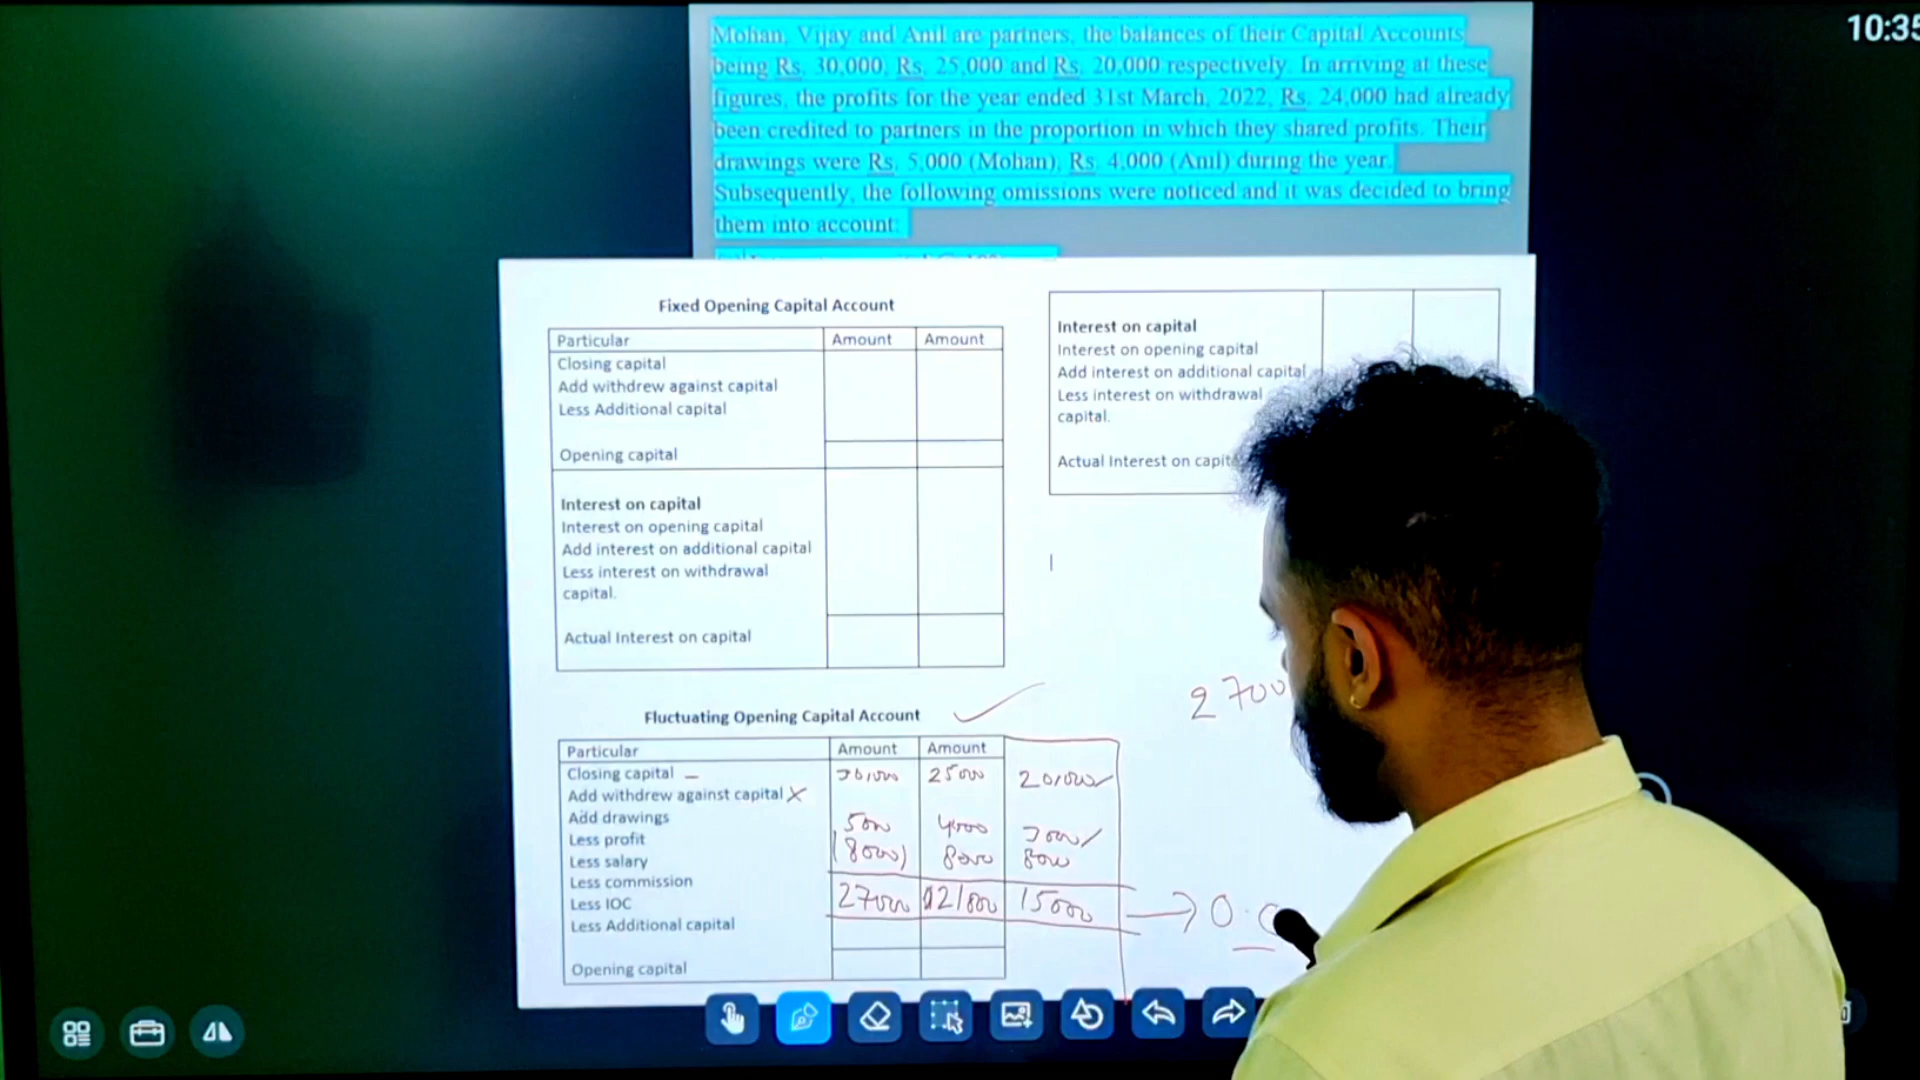 10:35
Mohan, Vijay and Anil are partners, the balances of their Capital Accounts
being Rs. 30,000, Rs. 25,000 and Rs. 20,000 respectively. In arriving at these
figures, the profits for the year ended 31st March, 2022, Rs. 24,000 had already
been credited to partners in the proportion in which they shared profits. Their
drawings were Rs. 5,000 (Mohan), Rs. 4,000 (Anil) during the year.
Subsequently, the following omissions were noticed and it was decided to bring
them into account:
Fixed Opening Capital Account
Particular Amount Amount
Closing capital
Add withdrew against capital
Less Additional capital
Opening capital
Interest on capital
Interest on opening capital
Add interest on additional capital
Less interest on withdrawal
capital.
Actual Interest on capital
Interest on capital
Interest on opening capital
Add interest on additional capital
Less interest on withdrawal
capital.
Actual Interest on
2700
Fluctuating Opening Capital Account
Particular Amount Amount
Closing capital 25000 20,000
Add withdrew against capital X
Add drawings 5000 4000
Less profit (8000) 8000 8000
Less salary
Less commission
Less IOC 27000 21000 15000
Less Additional capital
Opening capital